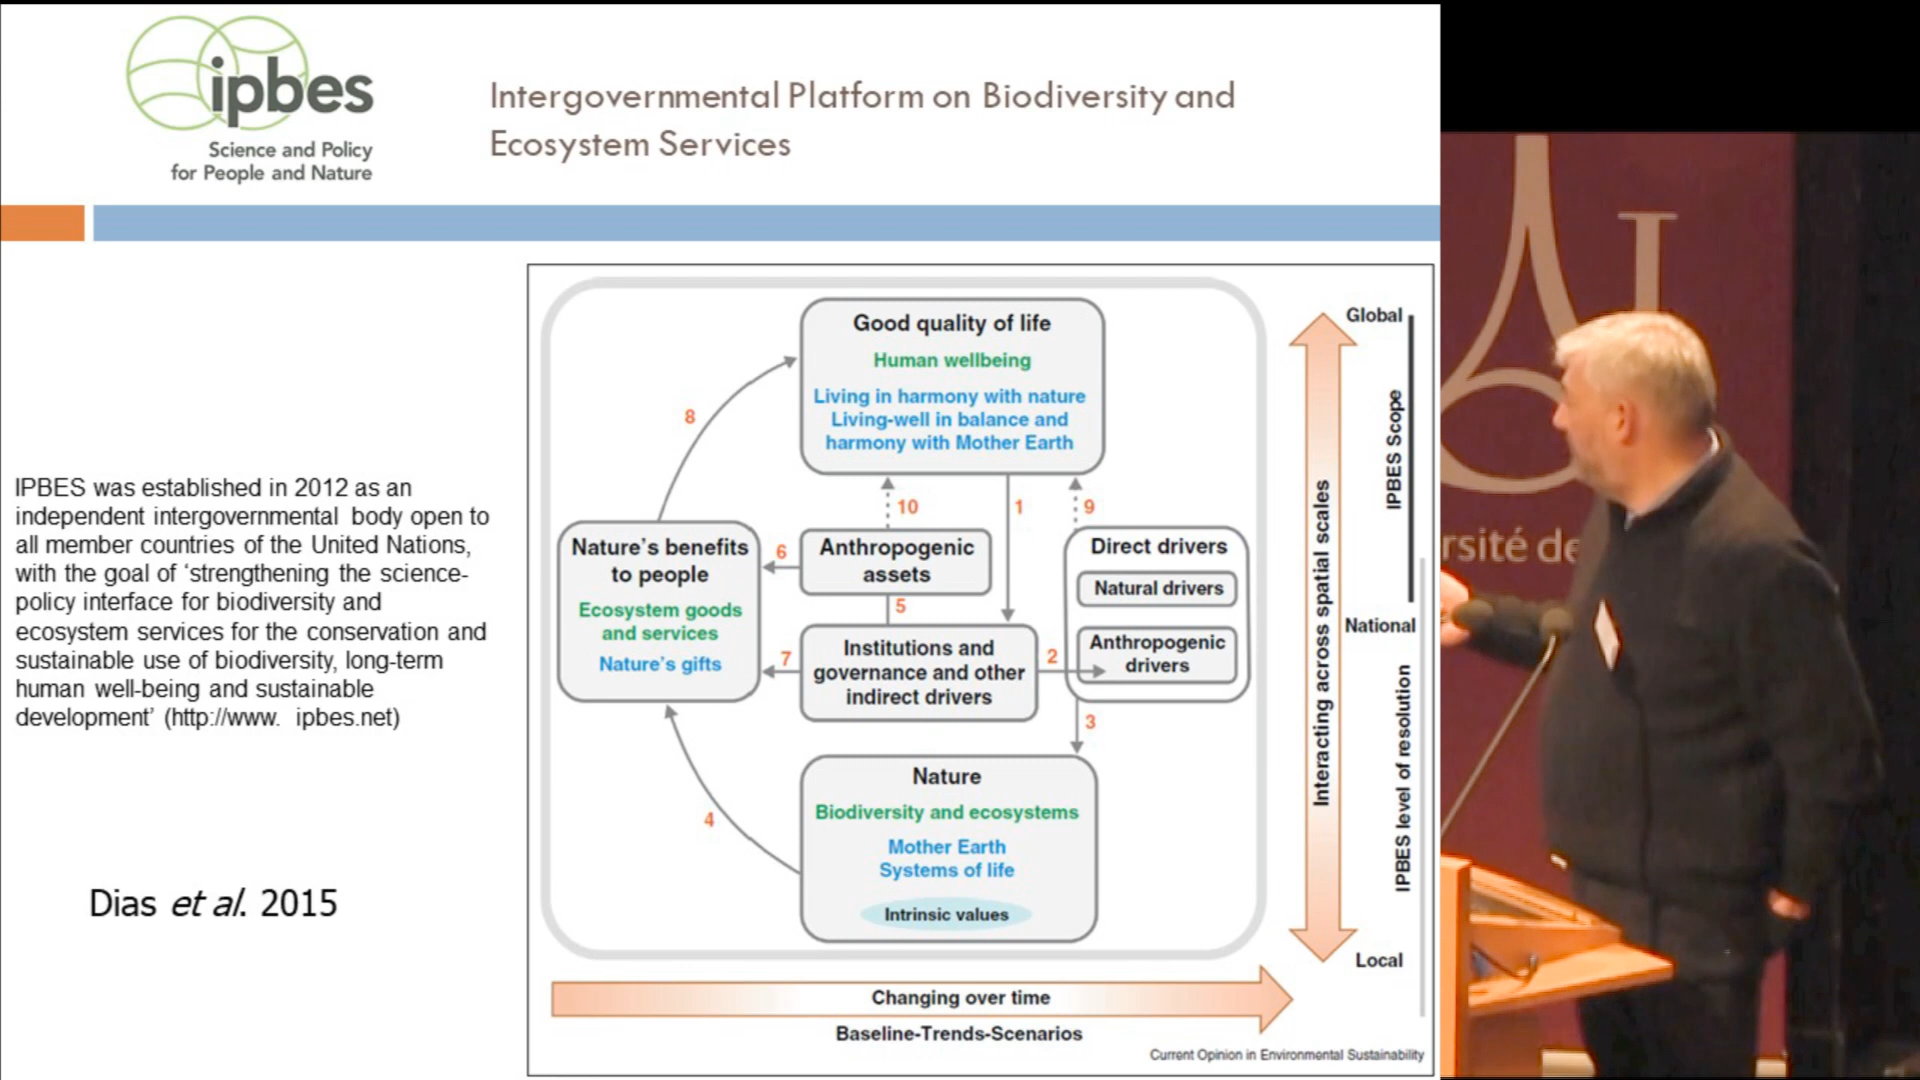 ipbes
Science and Policy
for People and Nature
Intergovernmental Platform on Biodiversity and
Ecosystem Services
IPBES was established in 2012 as an
independent intergovernmental body open to
all member countries of the United Nations,
with the goal of ‘strengthening the science-
policy interface for biodiversity and
ecosystem services for the conservation and
sustainable use of biodiversity, long-term
human well-being and sustainable
development’ (http://www. ipbes.net)
Dias et al. 2015
Good quality of life
Human wellbeing
Living in harmony with nature
Living-well in balance and
harmony with Mother Earth
8
10
1
9
Nature’s benefits
to people
Ecosystem goods
and services
Nature’s gifts
6
Anthropogenic
assets
5
7
Institutions and
governance and other
indirect drivers
2
Direct drivers
Natural drivers
Anthropogenic
drivers
3
4
Nature
Biodiversity and ecosystems
Mother Earth
Systems of life
Intrinsic values
Interacting across spatial scales
Global
IPBES Scope
National
IPBES level of resolution
Local
Changing over time
Baseline-Trends-Scenarios
Current Opinion in Environmental Sustainability
rsité de